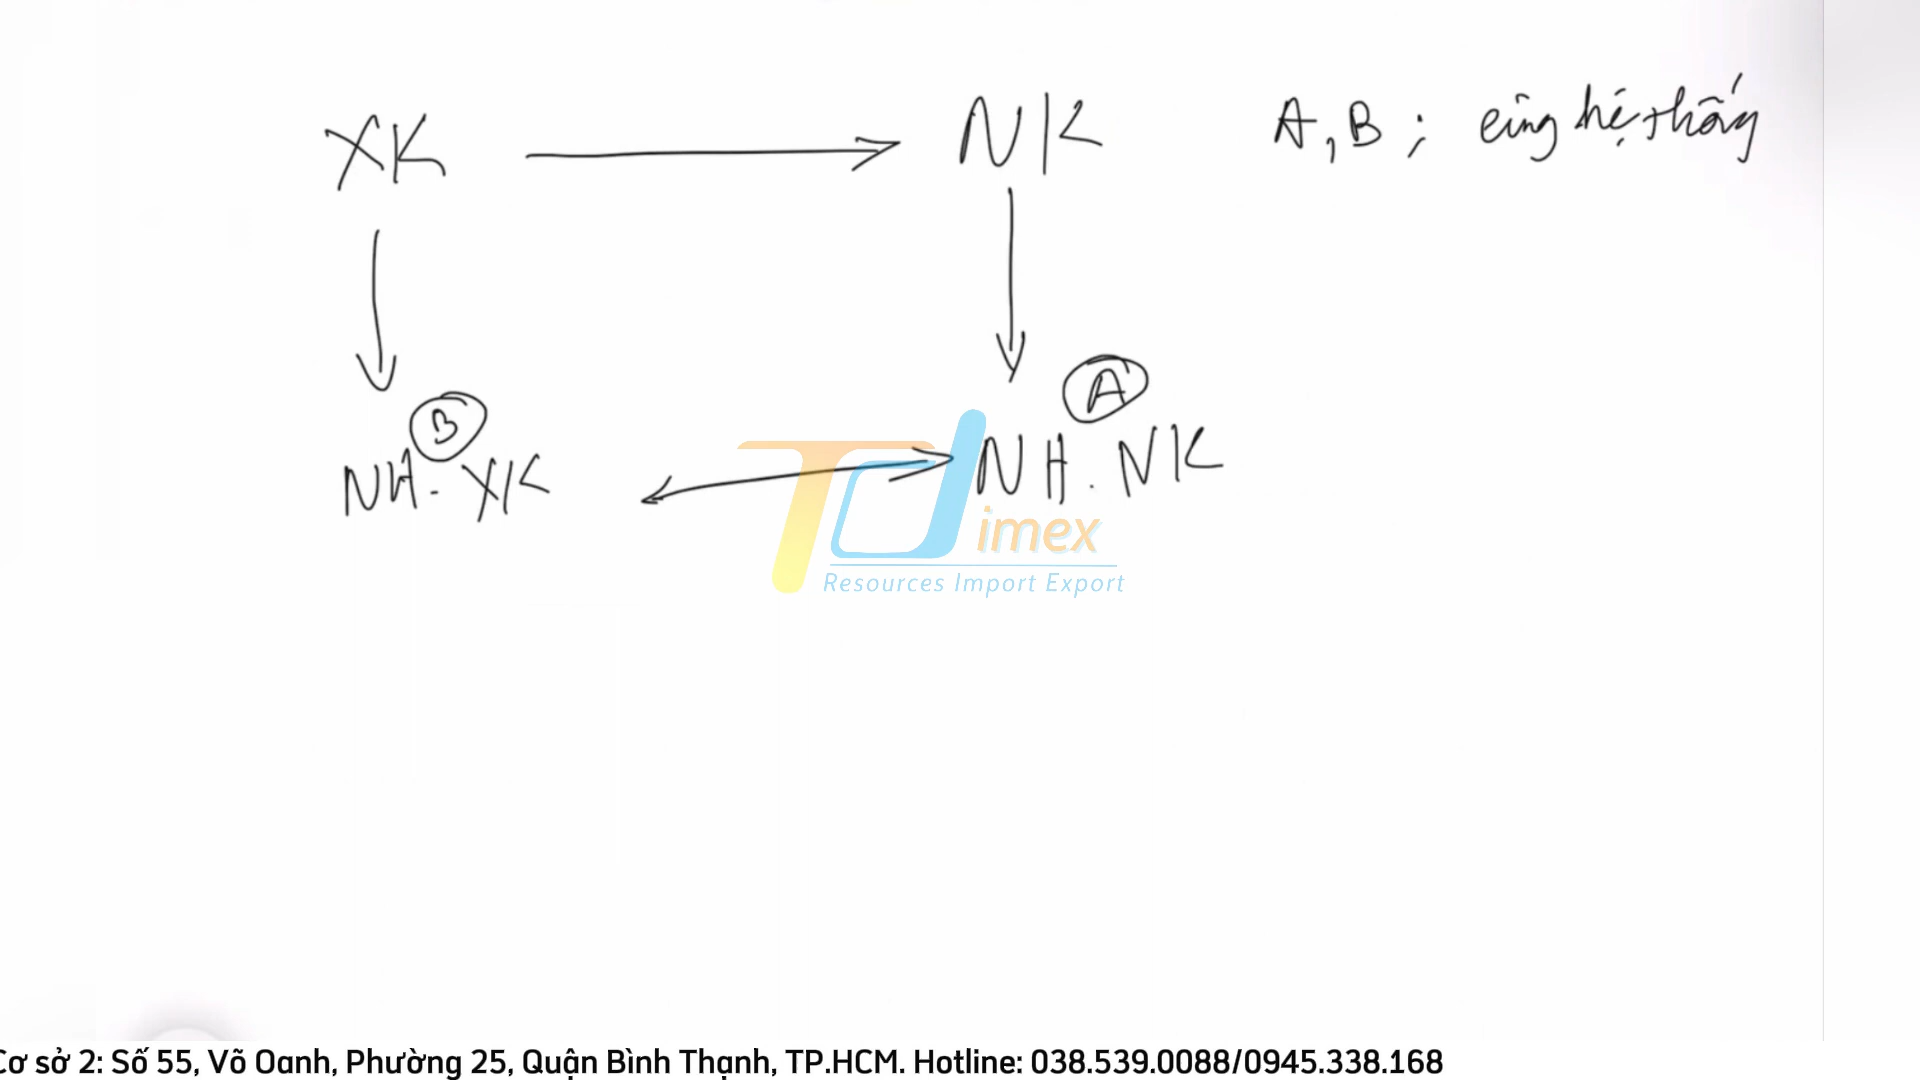 XK NK A, B ; cùng hệ thống
B A
NH. XK NH. NK
TD imex
Resources Import Export
Cơ sở 2: Số 55, Võ Oanh, Phường 25, Quận Bình Thạnh, TP.HCM. Hotline: 038.539.0088/0945.338.168